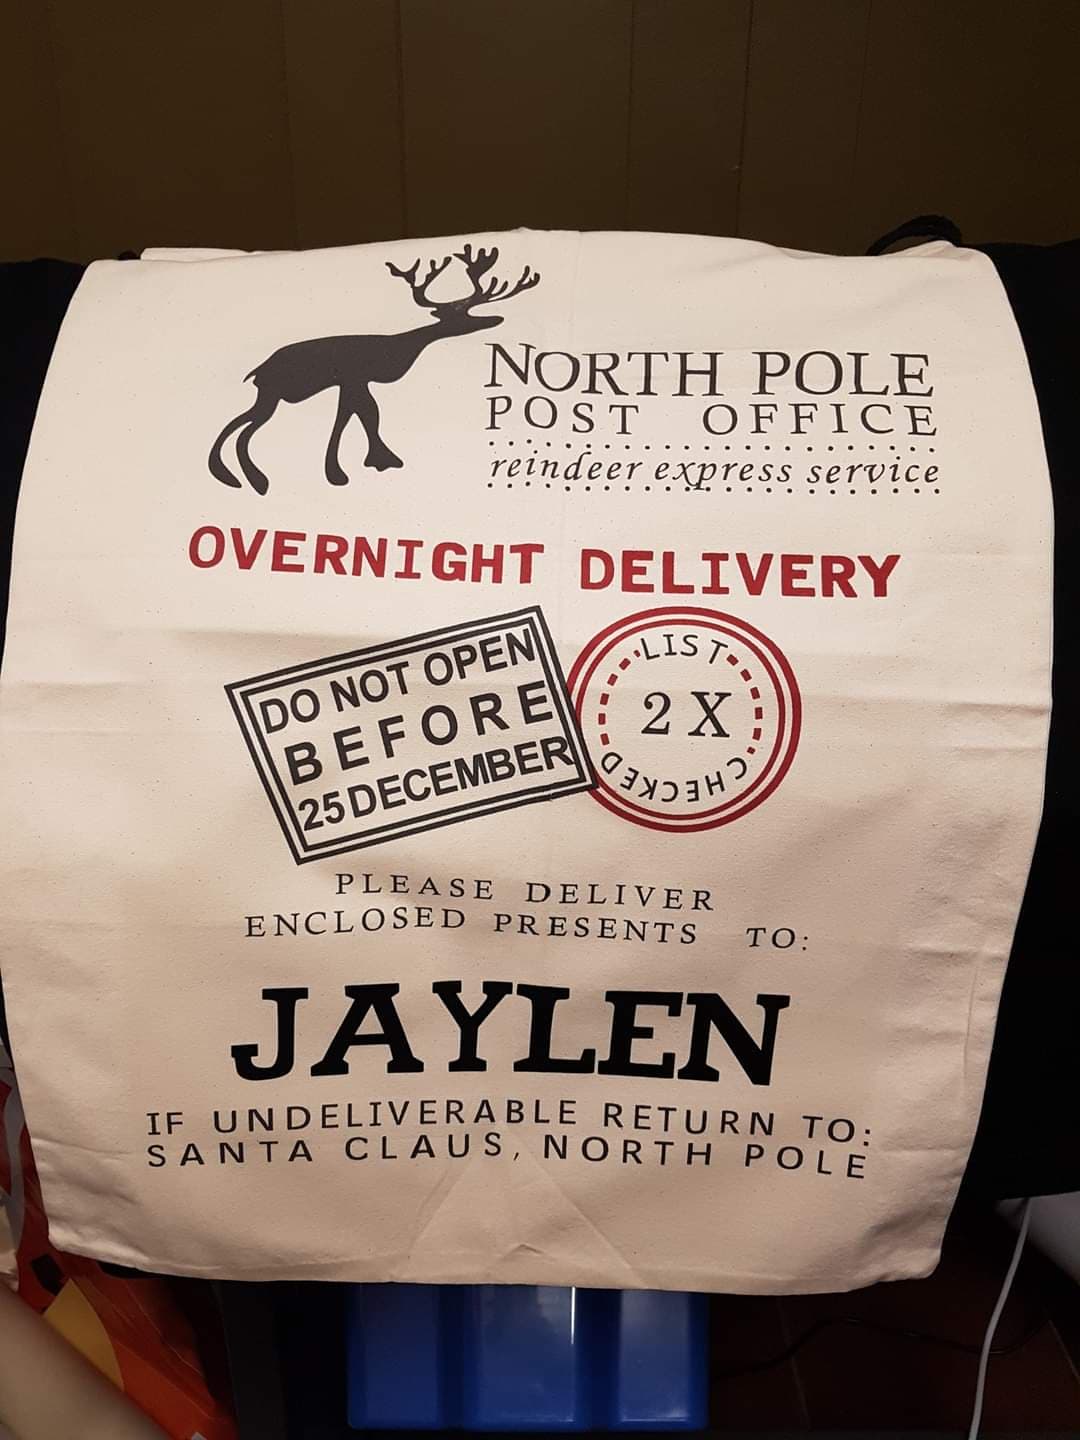 NORTH POLE
POST OFFICE
reindeer express service
OVERNIGHT DELIVERY
DO NOT OPEN
BEFORE
25 DECEMBER
LIST
2 X
CHECKED
PLEASE DELIVER
ENCLOSED PRESENTS TO:
JAYLEN
IF UNDELIVERABLE RETURN TO:
SANTA CLAUS, NORTH POLE